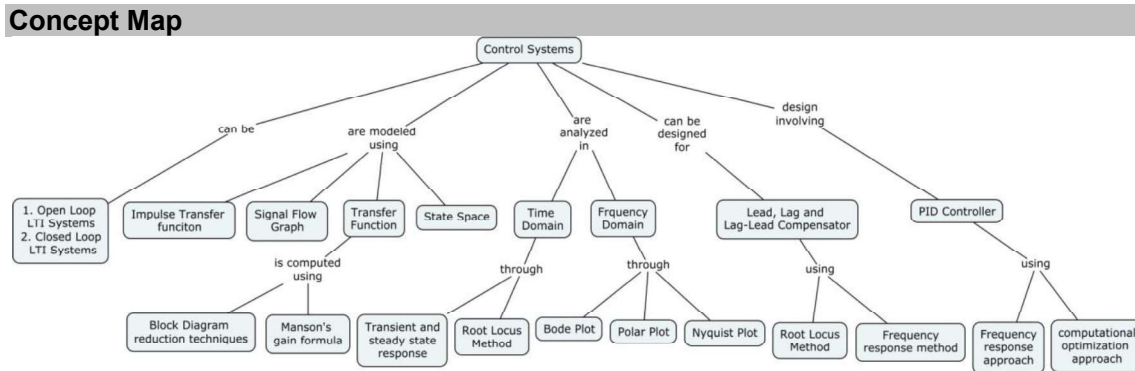 Concept Map
Control Systems
can be
are modeled
using
are
analyzed
in
can be
designed
for
design
involving
1. Open Loop
LTI Systems
2. Closed Loop
LTI Systems
Impulse Transfer
funciton
Signal Flow
Graph
Transfer
Function
State Space
Time
Domain
Frquency
Domain
Lead, Lag and
Lag-Lead Compensator
PID Controller
is computed
using
through
through
using
using
Block Diagram
reduction techniques
Manson's
gain formula
Transient and
steady state
response
Root Locus
Method
Bode Plot
Polar Plot
Nyquist Plot
Root Locus
Method
Frequency
response method
Frequency
response
approach
computational
optimization
approach